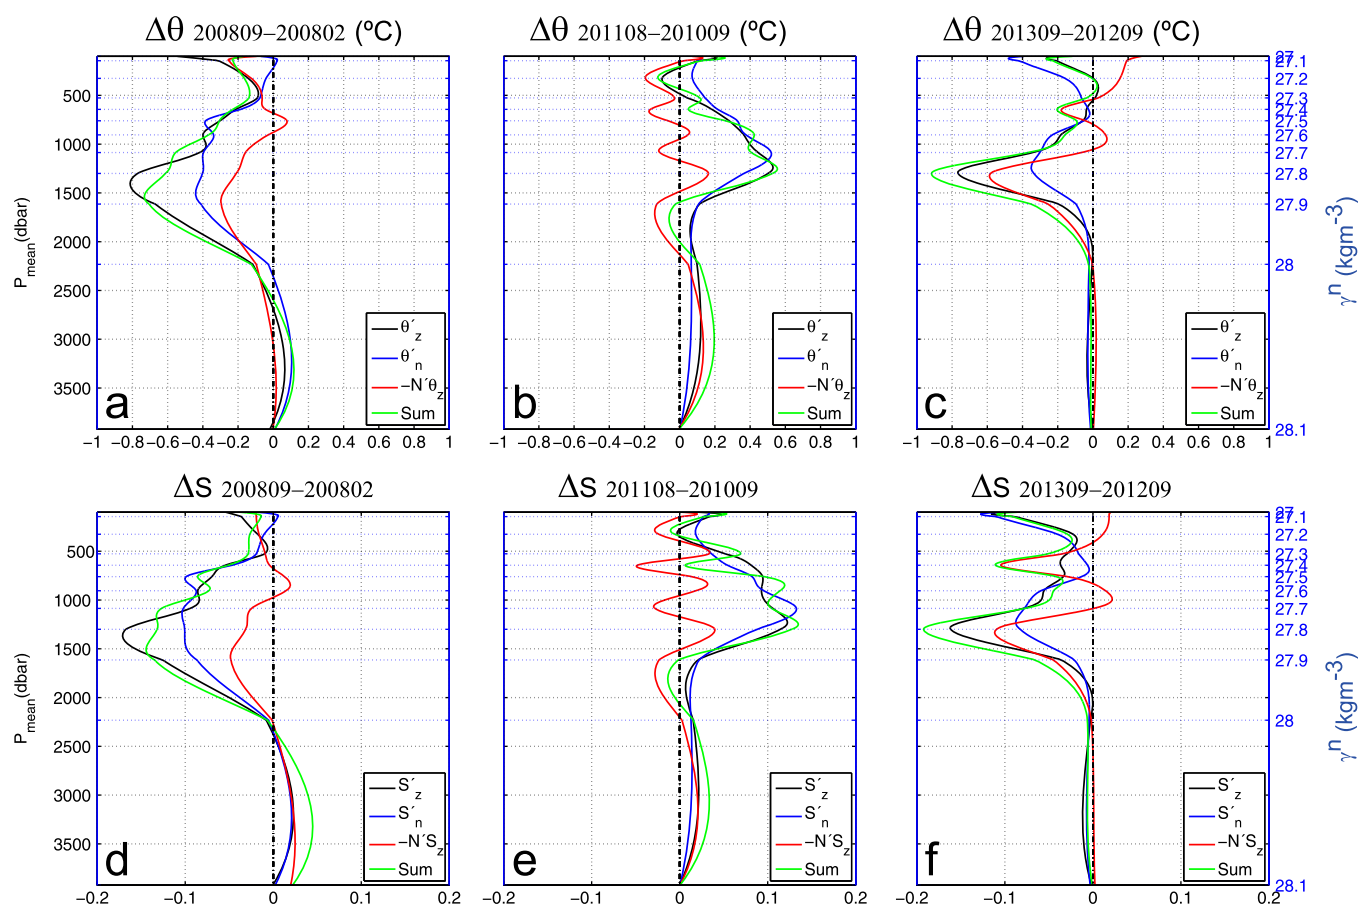 Δθ 200809–200802 (ºC)
Δθ 201108–201009 (ºC)
Δθ 201309–201209 (ºC)
P_mean(dbar)
500
1000
1500
2000
2500
3000
3500
−1 −0.8 −0.6 −0.4 −0.2 0 0.2 0.4 0.6 0.8 1
θ´z
θ´n
−N´θz
Sum
a
−1 −0.8 −0.6 −0.4 −0.2 0 0.2 0.4 0.6 0.8 1
θ´z
θ´n
−N´θz
Sum
b
−1 −0.8 −0.6 −0.4 −0.2 0 0.2 0.4 0.6 0.8 1
θ´z
θ´n
−N´θz
Sum
c
27.1
27.2
27.3
27.4
27.5
27.6
27.7
27.8
27.9
28
28.1
γn (kgm-3)
ΔS 200809–200802
ΔS 201108–201009
ΔS 201309–201209
P_mean(dbar)
500
1000
1500
2000
2500
3000
3500
−0.2 −0.1 0 0.1 0.2
S´z
S´n
−N´Sz
Sum
d
−0.2 −0.1 0 0.1 0.2
S´z
S´n
−N´Sz
Sum
e
−0.2 −0.1 0 0.1 0.2
S´z
S´n
−N´Sz
Sum
f
27.1
27.2
27.3
27.4
27.5
27.6
27.7
27.8
27.9
28
28.1
γn (kgm-3)